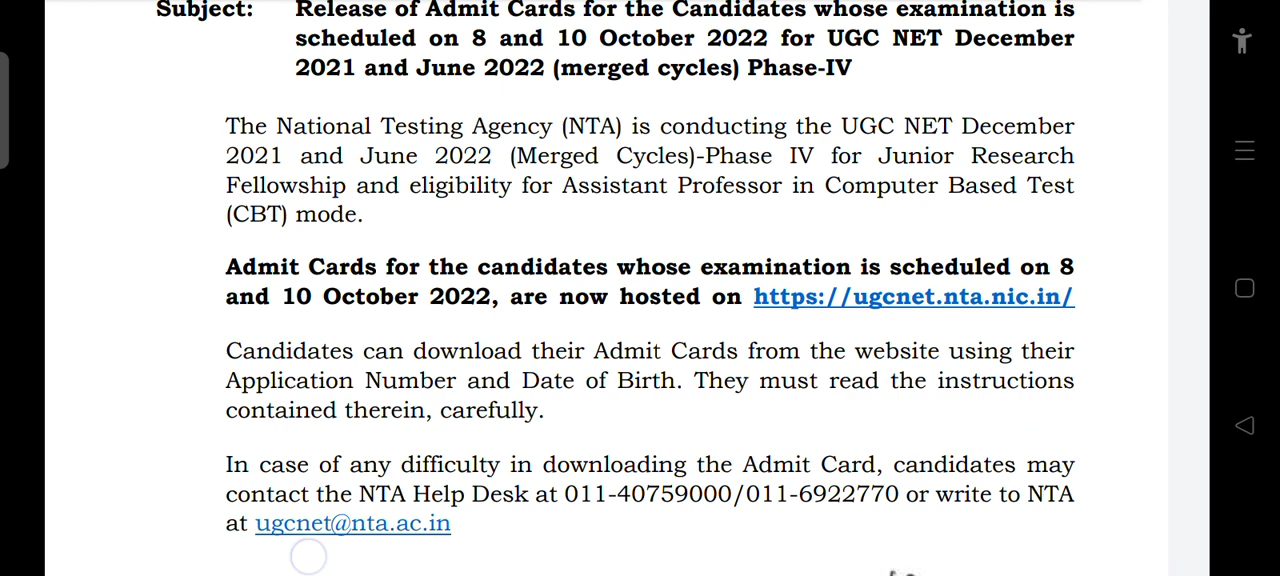 Subject: Release of Admit Cards for the Candidates whose examination is
scheduled on 8 and 10 October 2022 for UGC NET December
2021 and June 2022 (merged cycles) Phase-IV
The National Testing Agency (NTA) is conducting the UGC NET December
2021 and June 2022 (Merged Cycles)-Phase IV for Junior Research
Fellowship and eligibility for Assistant Professor in Computer Based Test
(CBT) mode.
Admit Cards for the candidates whose examination is scheduled on 8
and 10 October 2022, are now hosted on https://ugcnet.nta.nic.in/
Candidates can download their Admit Cards from the website using their
Application Number and Date of Birth. They must read the instructions
contained therein, carefully.
In case of any difficulty in downloading the Admit Card, candidates may
contact the NTA Help Desk at 011-40759000/011-6922770 or write to NTA
at ugcnet@nta.ac.in